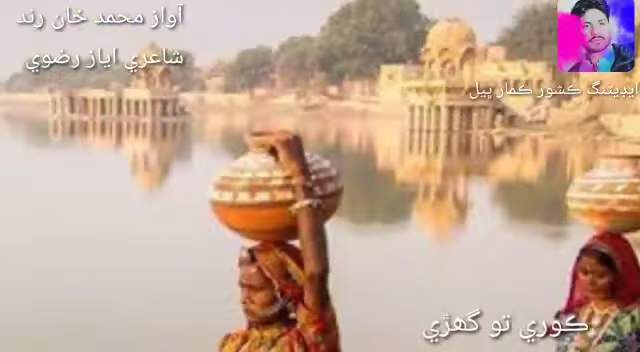 آواز محمد خان رند
شاعري اياز رضوي
ايڊيٽنگ ڪشور ڪمار ڀيل
ڪوري تو گهڙي